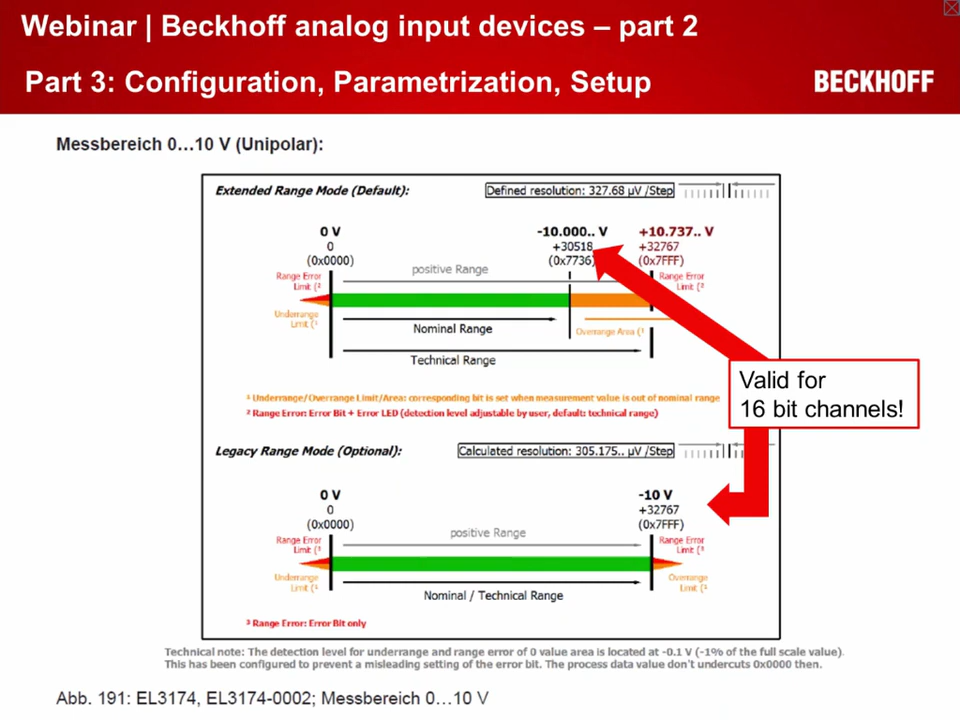 Webinar | Beckhoff analog input devices – part 2
Part 3: Configuration, Parametrization, Setup
BECKHOFF
Messbereich 0…10 V (Unipolar):
Extended Range Mode (Default):
Defined resolution: 327.68 µV /Step
0 V
0
(0x0000)
-10.000.. V
+30518
(0x7736)
+10.737.. V
+32767
(0x7FFF)
Range Error
Limit (²
positive Range
Range Error
Limit (²
Underrange
Limit (¹
Nominal Range
Overrange Area (¹
Technical Range
Valid for
16 bit channels!
¹ Underrange/Overrange Limit/Area: corresponding bit is set when measurement value is out of nominal range
² Range Error: Error Bit + Error LED (detection level adjustable by user, default: technical range)
Legacy Range Mode (Optional):
Calculated resolution: 305.175.. µV /Step
0 V
0
(0x0000)
-10 V
+32767
(0x7FFF)
Range Error
Limit (³
positive Range
Range Error
Limit (³
Underrange
Limit (¹
Overrange
Limit (¹
Nominal / Technical Range
³ Range Error: Error Bit only
Technical note: The detection level for underrange and range error of 0 value area is located at -0.1 V (-1% of the full scale value).
This has been configured to prevent a misleading setting of the error bit. The process data value don't undercuts 0x0000 then.
Abb. 191: EL3174, EL3174-0002; Messbereich 0…10 V